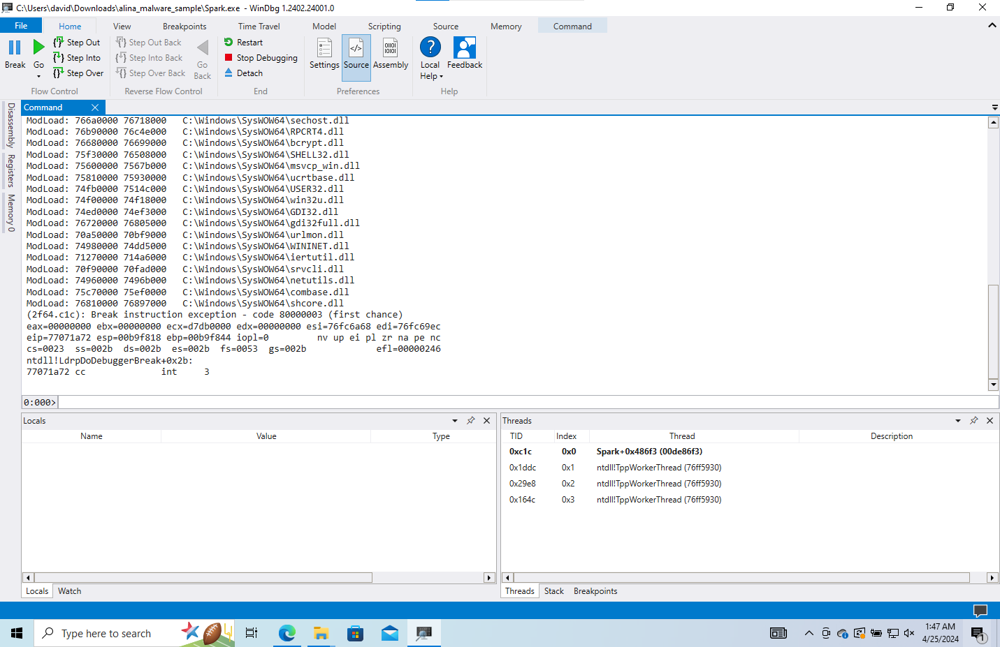 C:\Users\david\Downloads\alina_malware_sample\Spark.exe - WinDbg 1.2402.24001.0
File Home View Breakpoints Time Travel Model Scripting Source Memory Command
Break
Go
Step Out
Step Into
Step Over
Flow Control
Step Out Back
Step Into Back
Step Over Back
Go
Back
Reverse Flow Control
Restart
Stop Debugging
Detach
End
Settings
Source
Assembly
Preferences
Local
Help
Feedback
Help
Disassembly
Registers
Memory 0
Command
ModLoad: 766a0000 76718000   C:\Windows\SysWOW64\sechost.dll
ModLoad: 76b90000 76c4e000   C:\Windows\SysWOW64\RPCRT4.dll
ModLoad: 76680000 76699000   C:\Windows\SysWOW64\bcrypt.dll
ModLoad: 75f30000 76508000   C:\Windows\SysWOW64\SHELL32.dll
ModLoad: 75600000 7567b000   C:\Windows\SysWOW64\msvcp_win.dll
ModLoad: 75810000 75930000   C:\Windows\SysWOW64\ucrtbase.dll
ModLoad: 74fb0000 7514c000   C:\Windows\SysWOW64\USER32.dll
ModLoad: 74f00000 74f18000   C:\Windows\SysWOW64\win32u.dll
ModLoad: 74ed0000 74ef3000   C:\Windows\SysWOW64\GDI32.dll
ModLoad: 76720000 76805000   C:\Windows\SysWOW64\gdi32full.dll
ModLoad: 70a50000 70bf9000   C:\Windows\SysWOW64\urlmon.dll
ModLoad: 74980000 74dd5000   C:\Windows\SysWOW64\WININET.dll
ModLoad: 71270000 714a6000   C:\Windows\SysWOW64\iertutil.dll
ModLoad: 70f90000 70fad000   C:\Windows\SysWOW64\srvcli.dll
ModLoad: 74960000 7496b000   C:\Windows\SysWOW64\netutils.dll
ModLoad: 75c70000 75ef0000   C:\Windows\SysWOW64\combase.dll
ModLoad: 76810000 76897000   C:\Windows\SysWOW64\shcore.dll
(2f64.c1c): Break instruction exception - code 80000003 (first chance)
eax=00000000 ebx=00000000 ecx=d7db0000 edx=00000000 esi=76fc6a68 edi=76fc69ec
eip=77071a72 esp=00b9f818 ebp=00b9f844 iopl=0         nv up ei pl zr na pe nc
cs=0023  ss=002b  ds=002b  es=002b  fs=0053  gs=002b             efl=00000246
ntdll!LdrpDoDebuggerBreak+0x2b:
77071a72 cc              int     3
0:000>
Locals
Name Value Type
Locals Watch
Threads
TID Index Thread Description
0xc1c 0x0 Spark+0x486f3 (00de86f3)
0x1ddc 0x1 ntdll!TppWorkerThread (76ff5930)
0x29e8 0x2 ntdll!TppWorkerThread (76ff5930)
0x164c 0x3 ntdll!TppWorkerThread (76ff5930)
Threads Stack Breakpoints
Type here to search
1:47 AM
4/25/2024
1